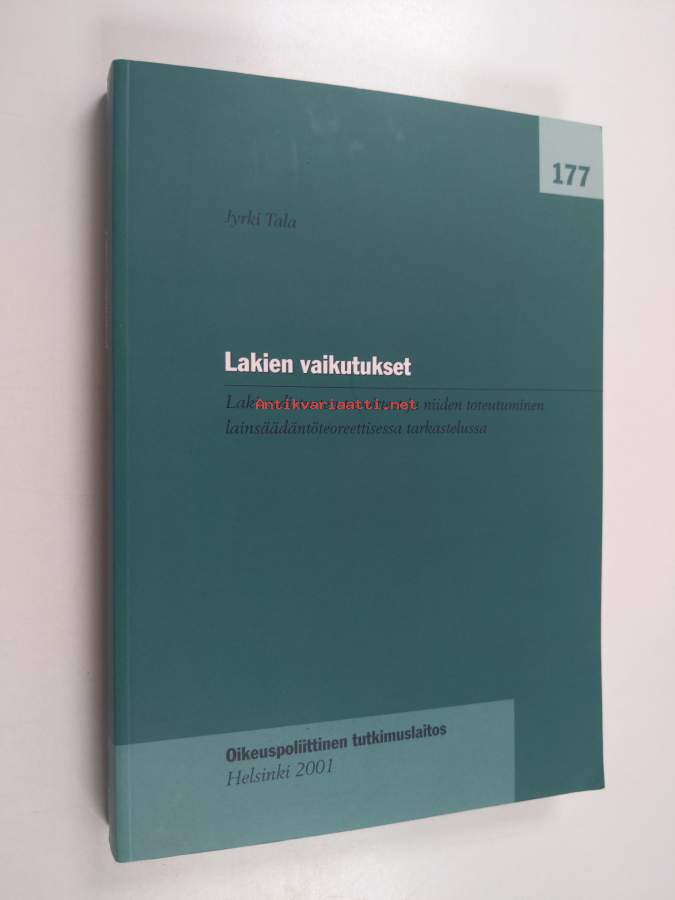 177
Jyrki Tala
Lakien vaikutukset
niiden toteutuminen
Antikvariaatti.net
lainsäädäntöteoreettisessa tarkastelussa
Oikeuspoliittinen tutkimuslaitos
Helsinki 2001